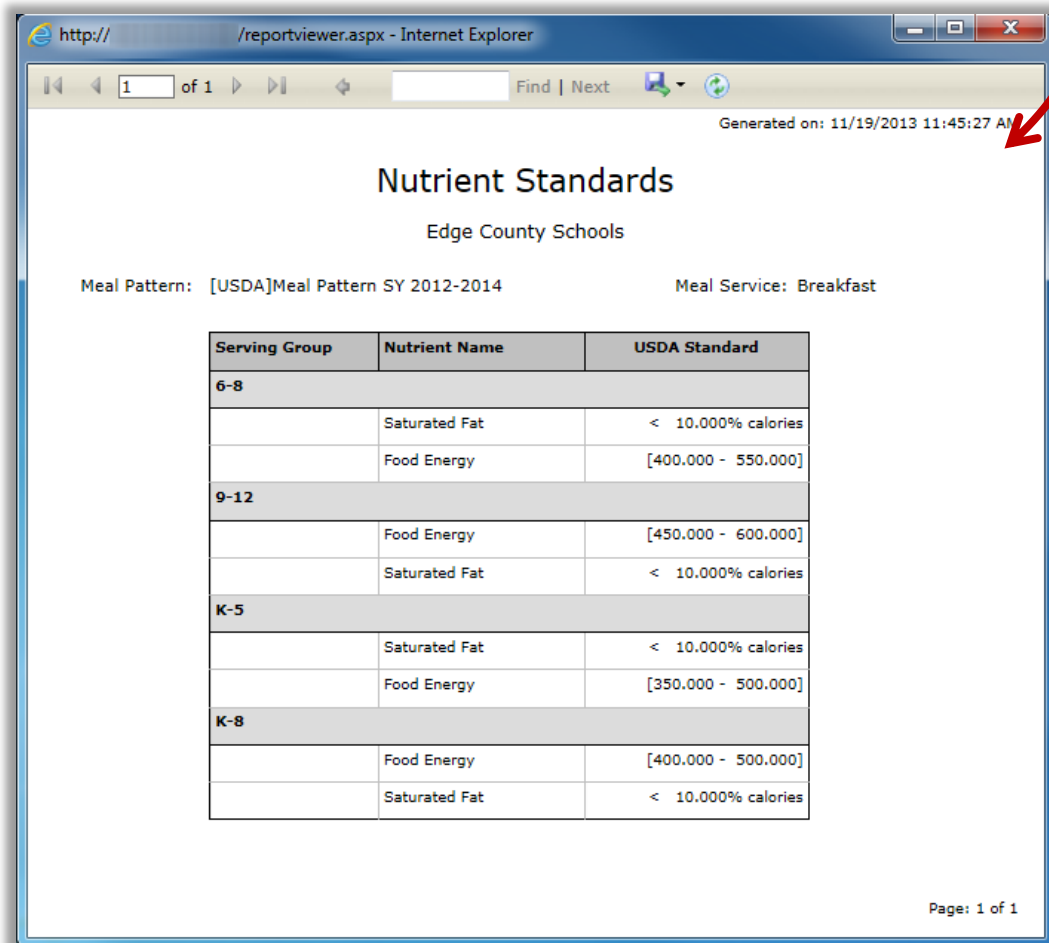 http:// /reportviewer.aspx - Internet Explorer
1 of 1 Find | Next
Generated on: 11/19/2013 11:45:27 AM
Nutrient Standards
Edge County Schools
Meal Pattern: [USDA]Meal Pattern SY 2012-2014 Meal Service: Breakfast
Serving Group Nutrient Name USDA Standard
6-8
Saturated Fat < 10.000% calories
Food Energy [400.000 - 550.000]
9-12
Food Energy [450.000 - 600.000]
Saturated Fat < 10.000% calories
K-5
Saturated Fat < 10.000% calories
Food Energy [350.000 - 500.000]
K-8
Food Energy [400.000 - 500.000]
Saturated Fat < 10.000% calories
Page: 1 of 1